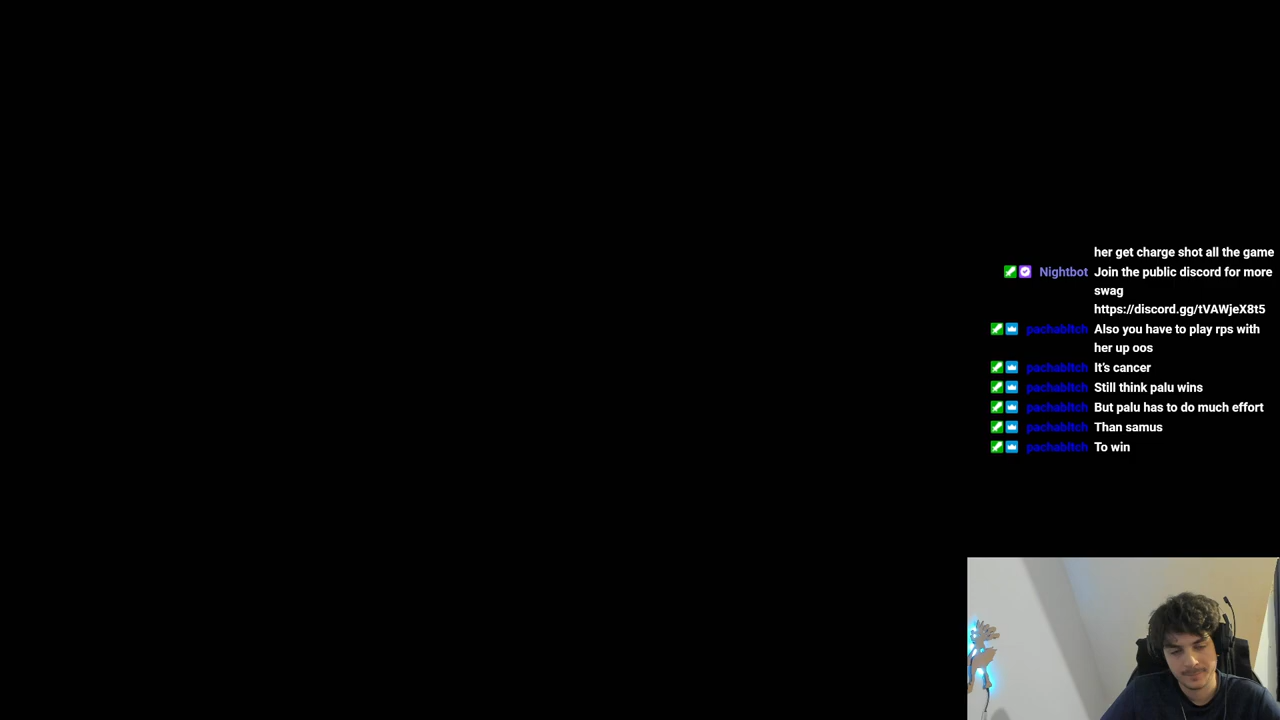 her get charge shot all the game
Nightbot Join the public discord for more
swag
https://discord.gg/tVAWjeX8t5
pachabitch Also you have to play rps with
her up oos
pachabitch It's cancer
pachabitch Still think palu wins
pachabitch But palu has to do much effort
pachabitch Than samus
pachabitch To win